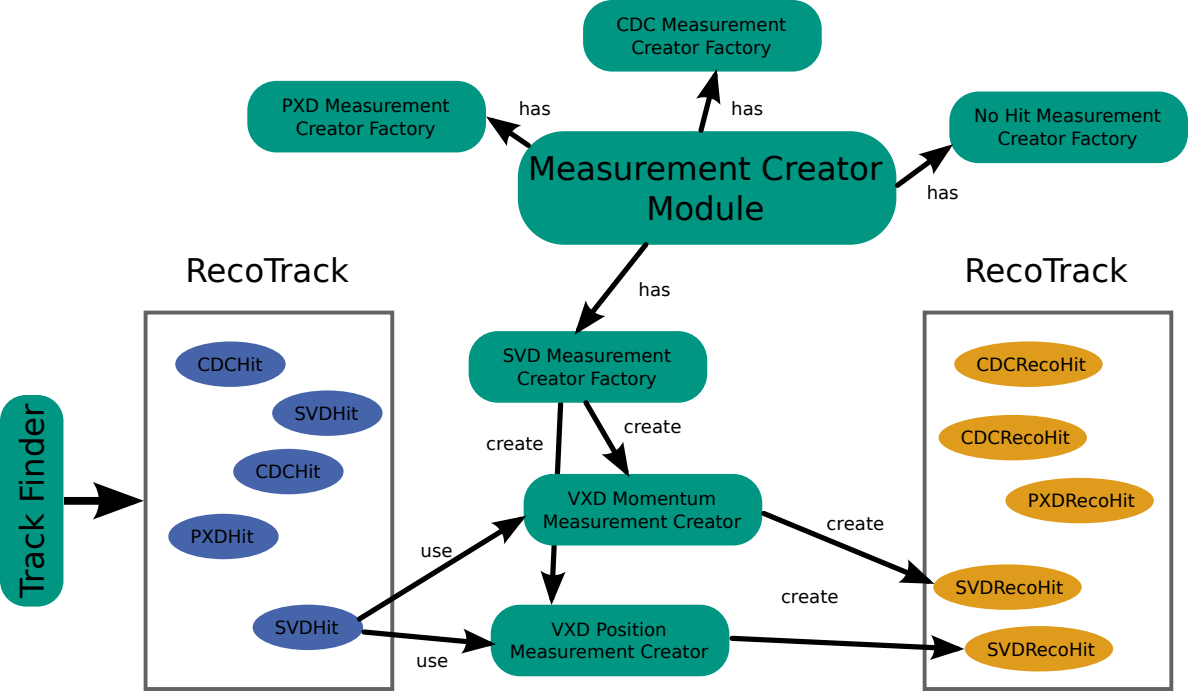 CDC Measurement
Creator Factory
PXD Measurement
Creator Factory
has
has
No Hit Measurement
Creator Factory
Measurement Creator
Module
has
RecoTrack
RecoTrack
has
SVD Measurement
Creator Factory
CDCHit
SVDHit
CDCHit
PXDHit
SVDHit
Track Finder
create
create
VXD Momentum
Measurement Creator
use
create
VXD Position
Measurement Creator
use
create
CDCRecoHit
CDCRecoHit
PXDRecoHit
SVDRecoHit
SVDRecoHit